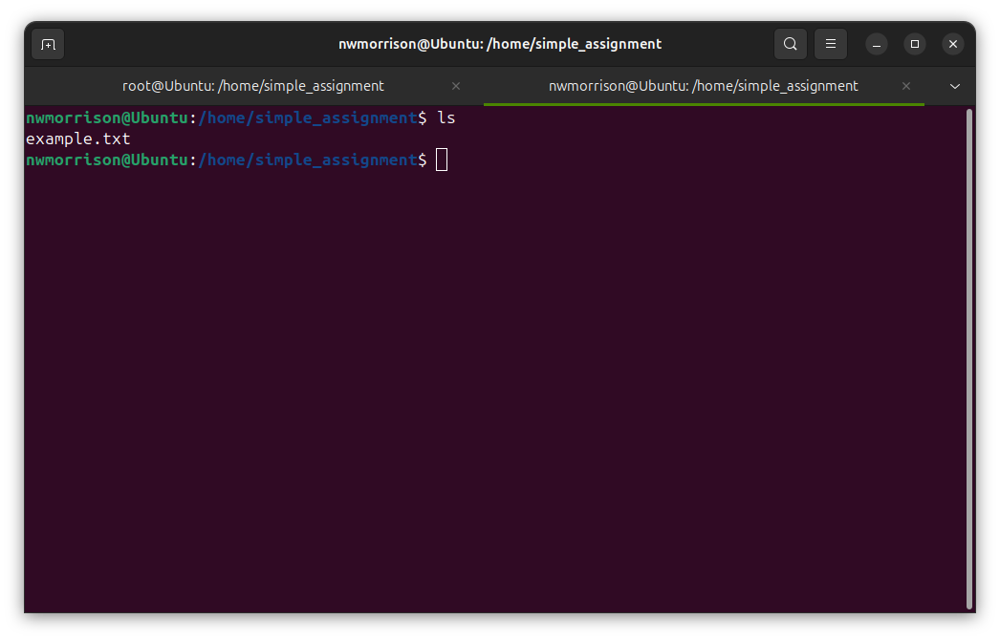 nwmorrison@Ubuntu: /home/simple_assignment
root@Ubuntu: /home/simple_assignment
nwmorrison@Ubuntu: /home/simple_assignment
nwmorrison@Ubuntu:/home/simple_assignment$ ls
example.txt
nwmorrison@Ubuntu:/home/simple_assignment$